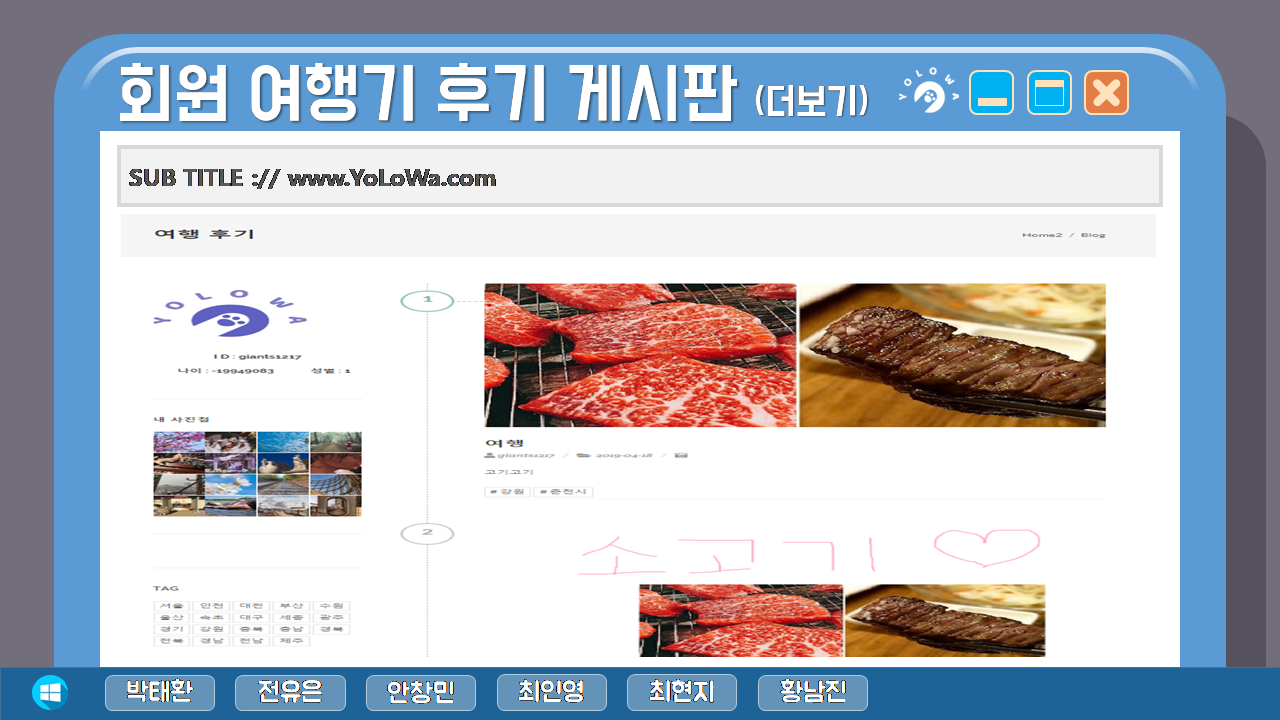 회원 여행기 후기 게시판 (더보기)
YOLOWA
SUB TITLE :// www.YoLoWa.com
여행 후기
Home2 / Blog
YOLOWA
ID : giants1217
나이 : -19949083 성별 : 1
내 사진첩
TAG
서울 인천 대전 부산 수원
울산 속초 대구 세종 광주
경기 강원 충북 충남 경북
전북 경남 전남 제주
1
여행
giants1217 / 2019-04-18 /
고기고기
# 강원 # 춘천시
2
소고기
박태환 전유은 안창민 최인영 최현지 황남진